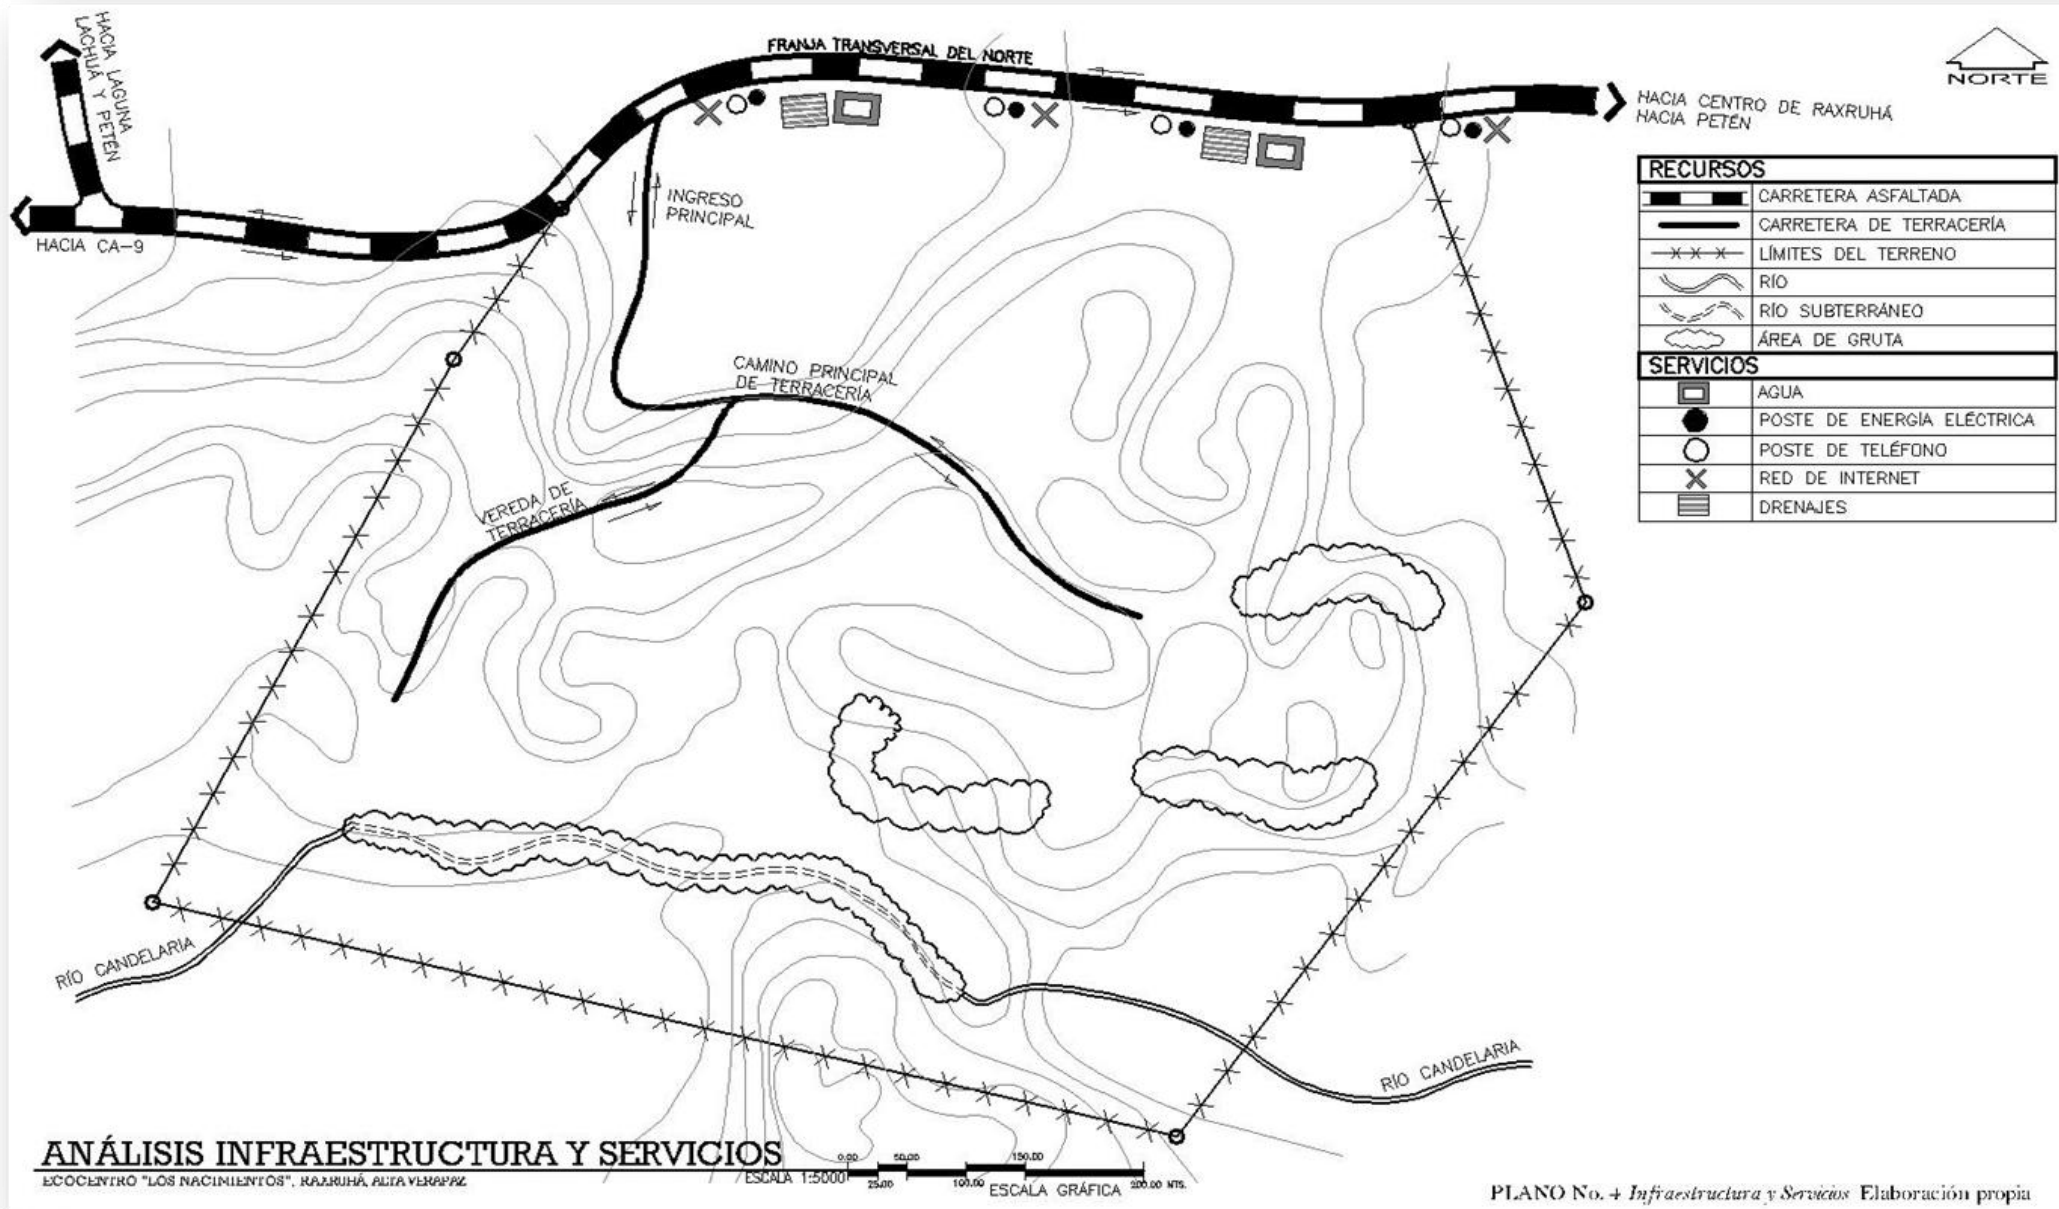 HACIA LAGUNA
LACHUÁ Y PETÉN
FRANJA TRANSVERSAL DEL NORTE
NORTE
HACIA CENTRO DE RAXRUHÁ
HACIA PETÉN
HACIA CA-9
INGRESO
PRINCIPAL
CAMINO PRINCIPAL
DE TERRACERÍA
VEREDA DE
TERRACERÍA
RÍO CANDELARIA
RÍO CANDELARIA
RECURSOS
CARRETERA ASFALTADA
CARRETERA DE TERRACERÍA
LÍMITES DEL TERRENO
RÍO
RÍO SUBTERRÁNEO
ÁREA DE GRUTA
SERVICIOS
AGUA
POSTE DE ENERGÍA ELÉCTRICA
POSTE DE TELÉFONO
RED DE INTERNET
DRENAJES
ANÁLISIS INFRAESTRUCTURA Y SERVICIOS
ECOCENTRO "LOS NACIMIENTOS", RAXRUHÁ, ALTA VERAPAZ
ESCALA 1:5000
0.00 50.00 150.00
25.00 100.00 200.00 MTS.
ESCALA GRÁFICA
PLANO No. 4 Infraestructura y Servicios Elaboración propia